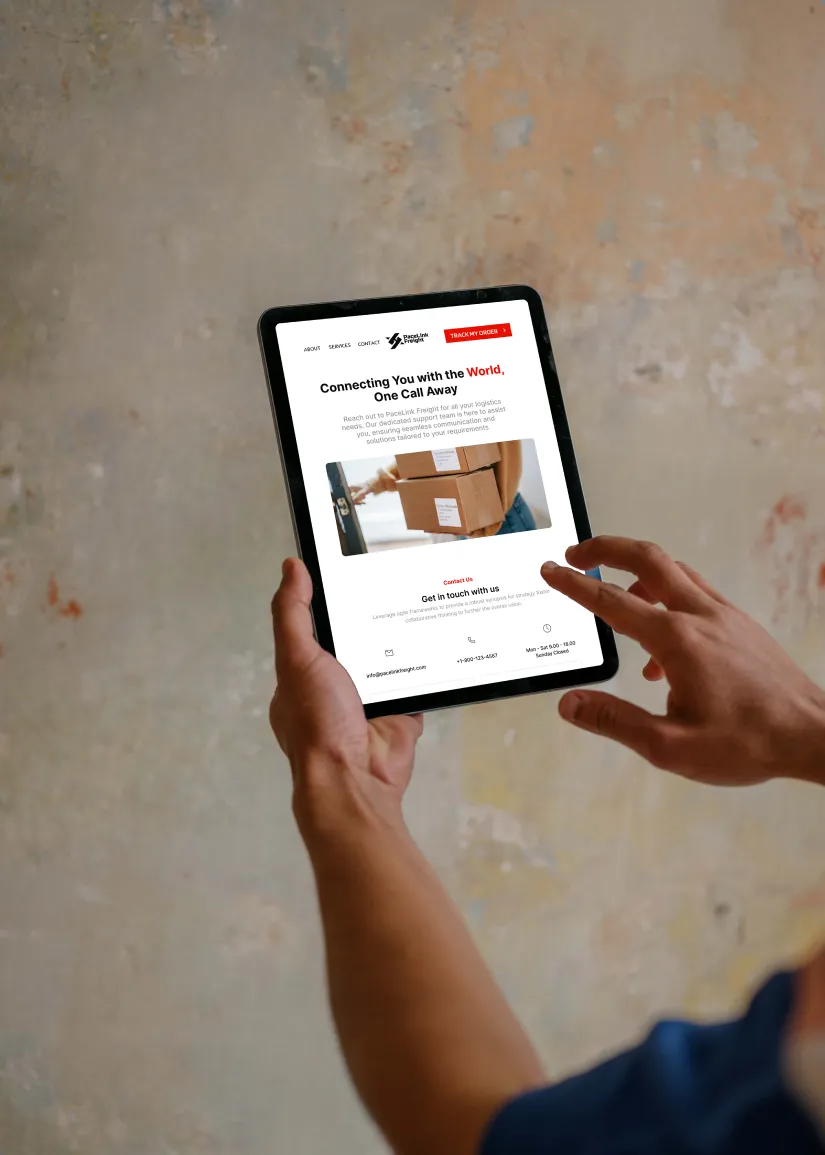 ABOUT SERVICES CONTACT
PaceLink
Freight
TRACK MY ORDER
Connecting You with the World,
One Call Away
Reach out to PaceLink Freight for all your logistics
needs. Our dedicated support team is here to assist
you, ensuring seamless communication and
solutions tailored to your requirements
Contact Us
Get in touch with us
Leverage agile frameworks to provide a robust synopsis for strategy foster
collaborative thinking to further the overall value.
info@pacelinkfreight.com
+1-800-123-4567
Mon - Sat 9.00 - 18.00
Sunday Closed